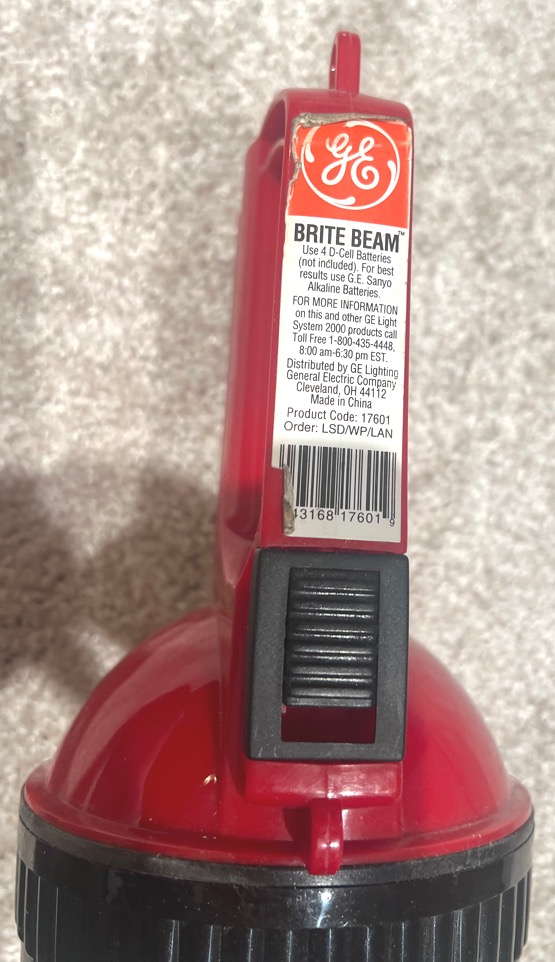 GE
BRITE BEAM™
Use 4 D-Cell Batteries
(not included). For best
results use G.E. Sanyo
Alkaline Batteries.
FOR MORE INFORMATION
on this and other GE Light
System 2000 products call
Toll Free 1-800-435-4448,
8:00 am-6:30 pm EST.
Distributed by GE Lighting
General Electric Company
Cleveland, OH 44112
Made in China
Product Code: 17601
Order: LSD/WP/LAN
43168 17601 9